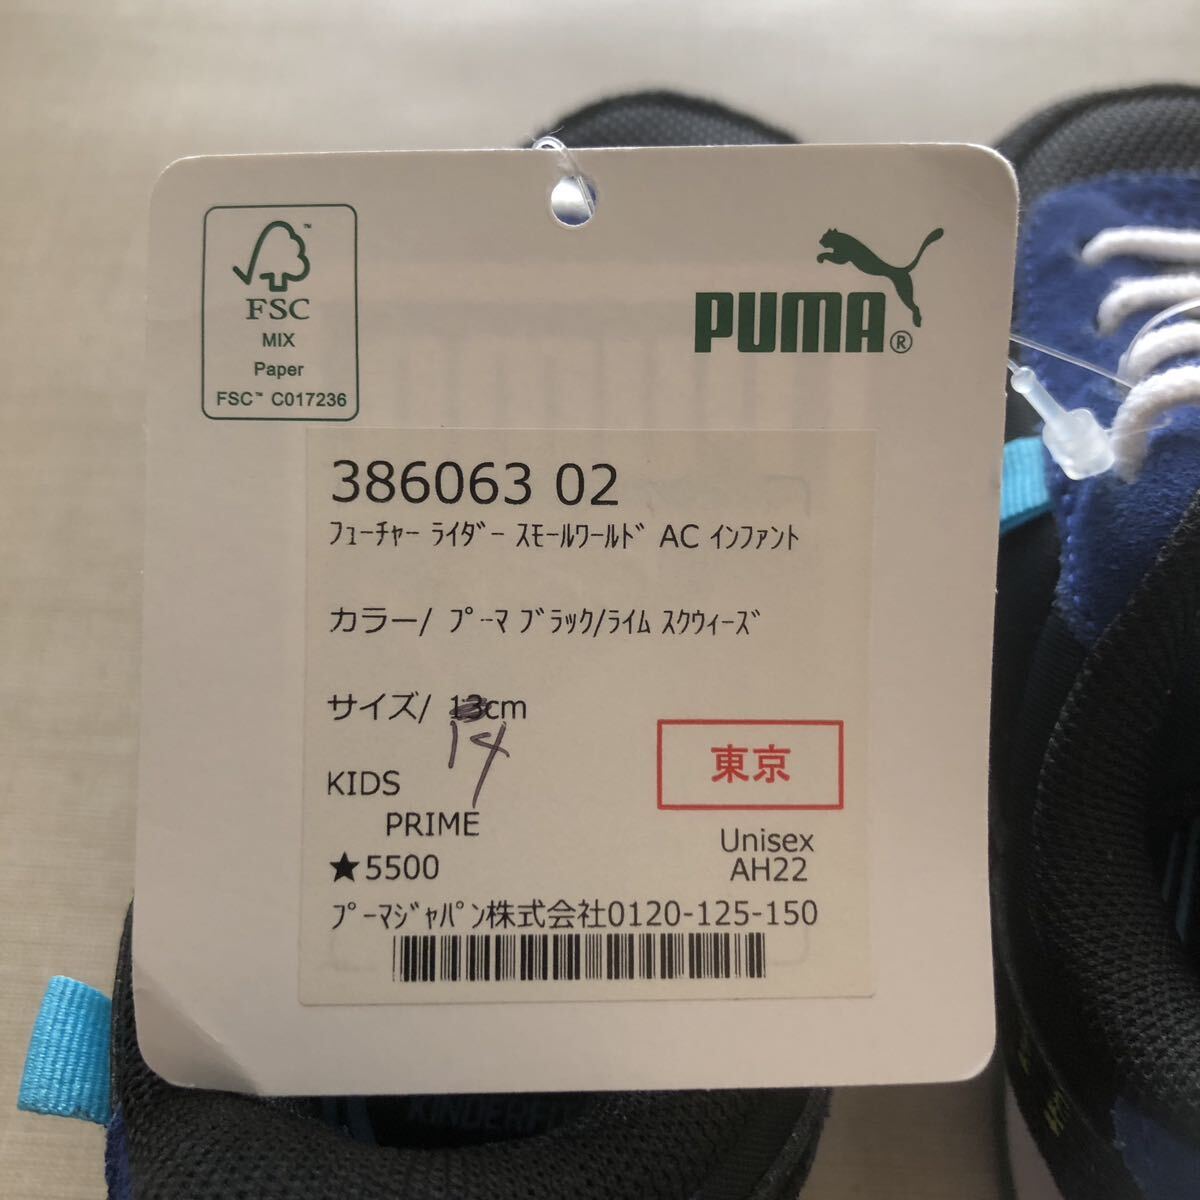 FSC™
MIX
Paper
FSC™ C017236
PUMA®
386063 02
ﾌｭｰﾁｬｰ ﾗｲﾀﾞｰ ｽﾓｰﾙﾜｰﾙﾄﾞ AC ｲﾝﾌｧﾝﾄ
カラー/ ﾌﾟｰﾏ ﾌﾞﾗｯｸ/ﾗｲﾑ ｽｸｳｨｰｽﾞ
サイズ/ 13cm
14
KIDS
東京
PRIME
Unisex
★5500
AH22
ﾌﾟｰﾏｼﾞｬﾊﾟﾝ株式会社0120-125-150